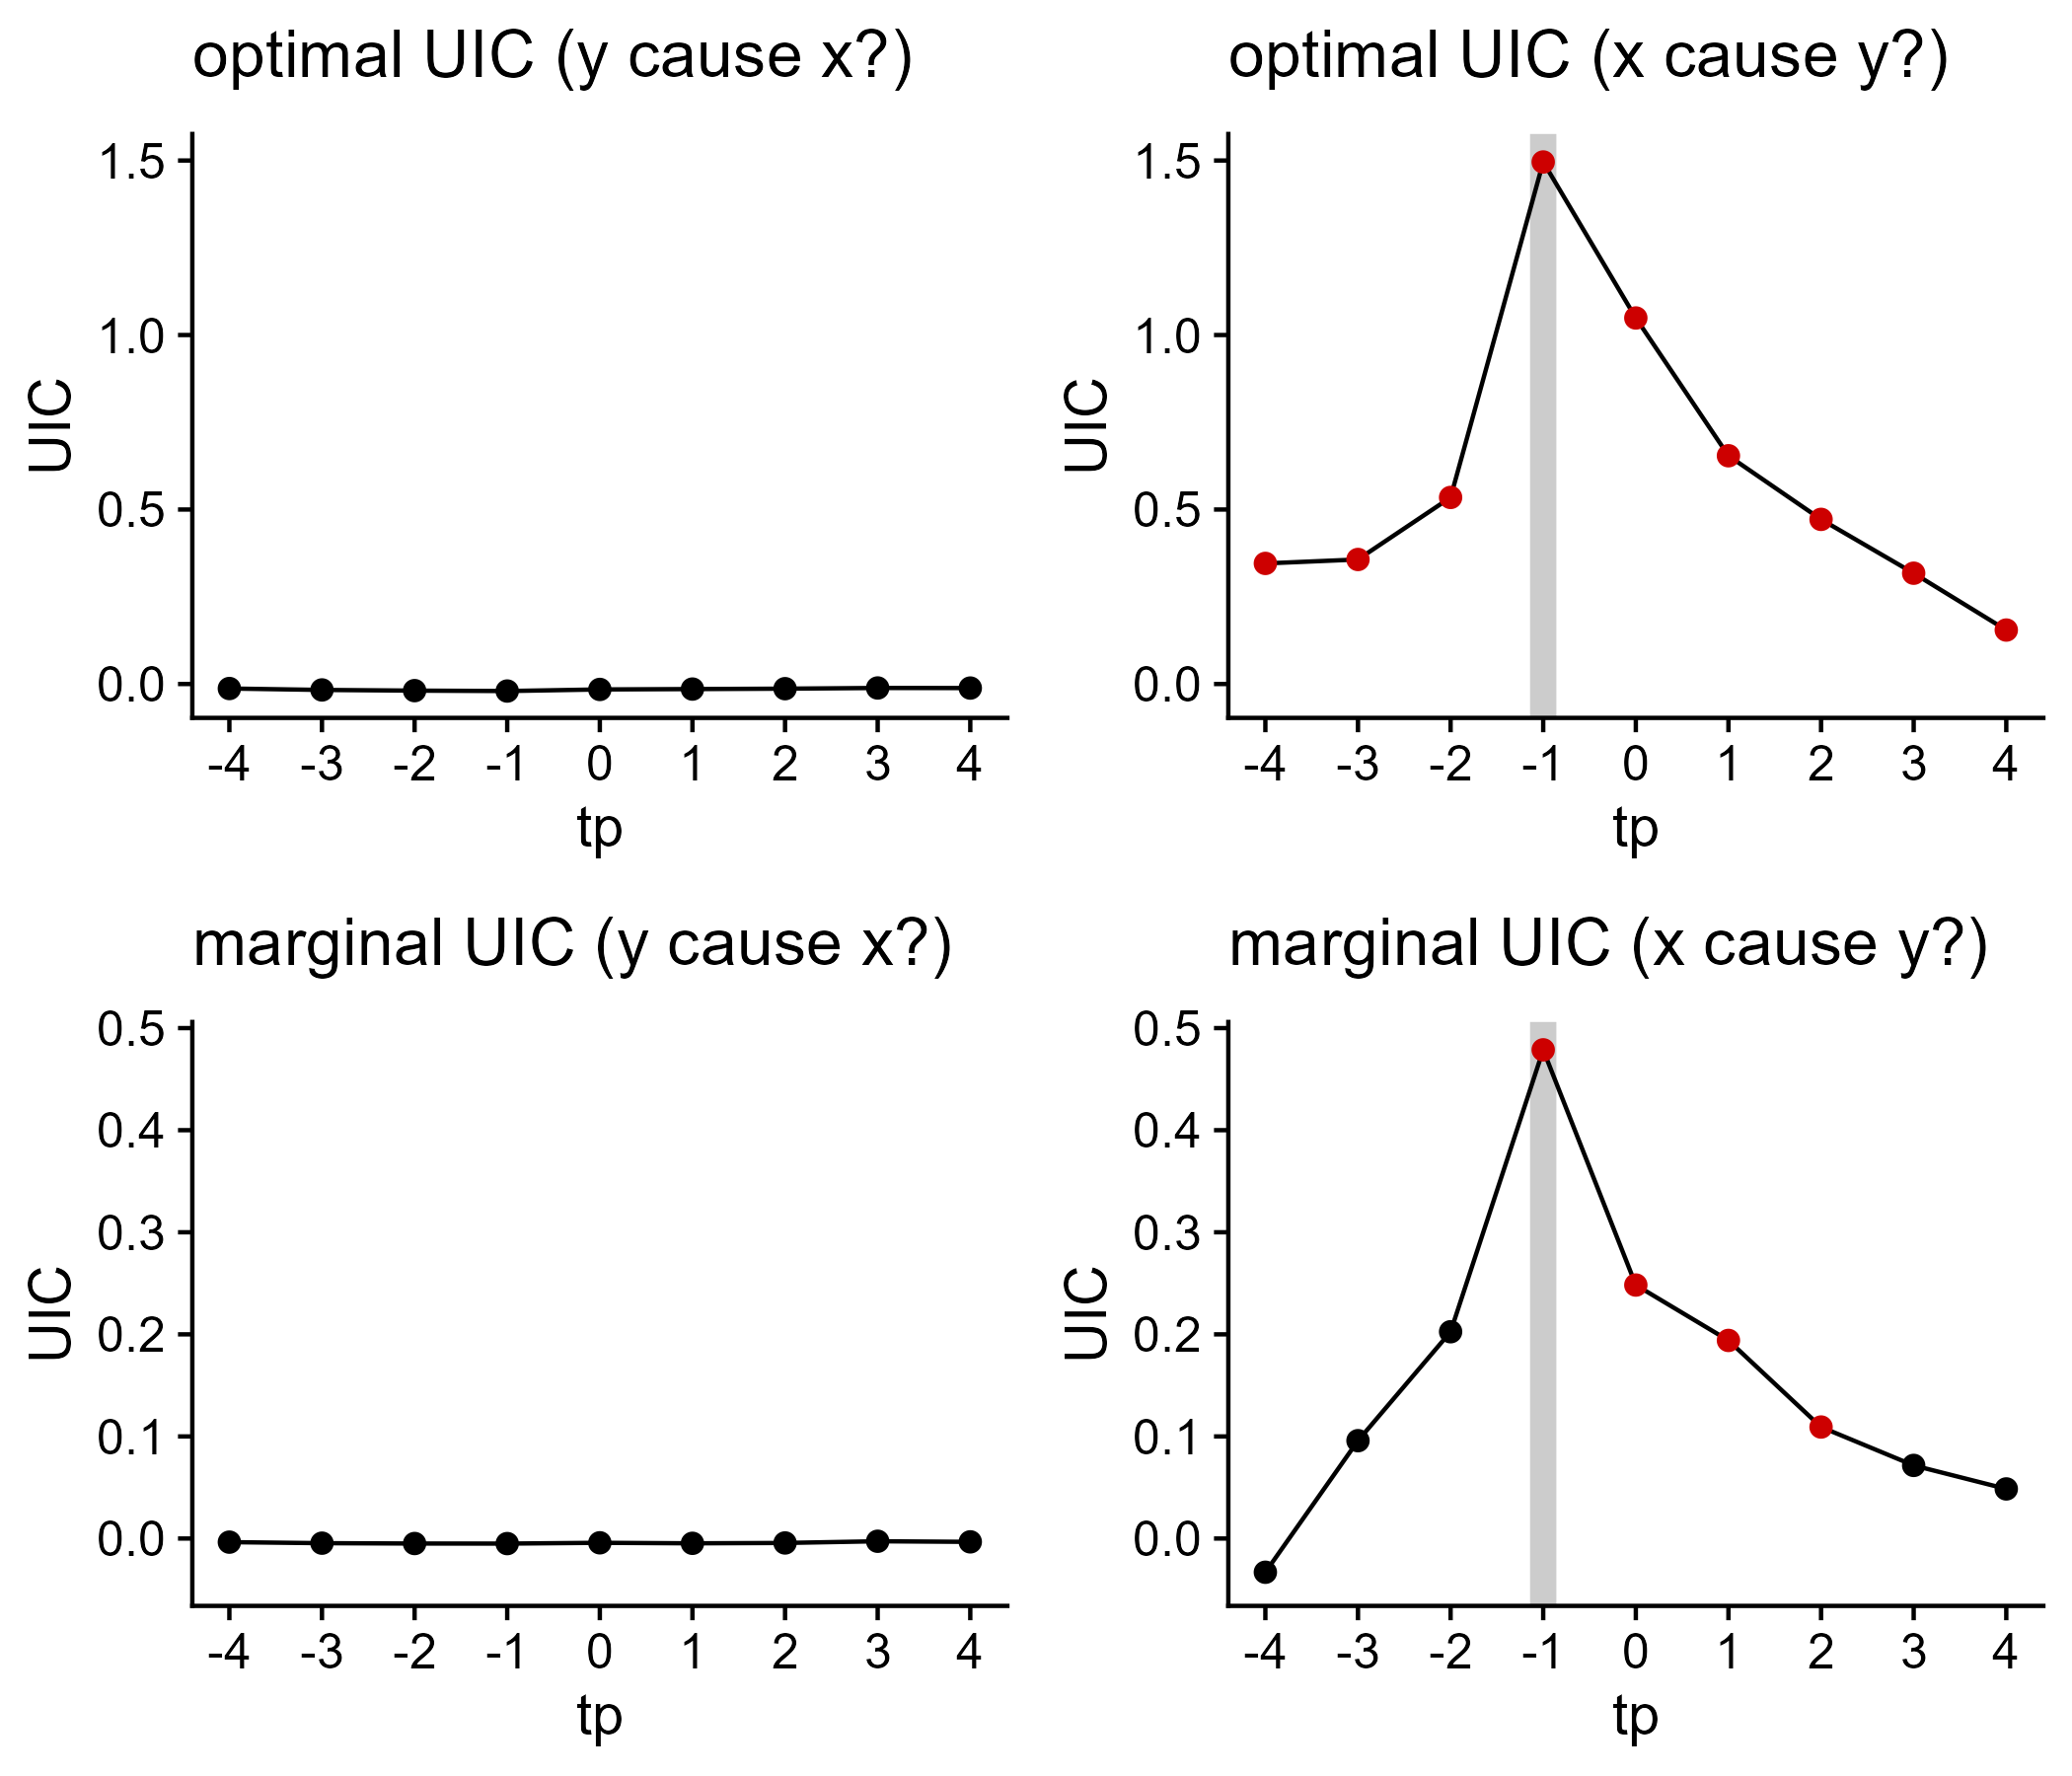 optimal UIC (y cause x?)
1.5
1.0
0.5
0.0
UIC
-4 -3 -2 -1 0 1 2 3 4
tp
optimal UIC (x cause y?)
1.5
1.0
0.5
0.0
UIC
-4 -3 -2 -1 0 1 2 3 4
tp
marginal UIC (y cause x?)
0.5
0.4
0.3
0.2
0.1
0.0
UIC
-4 -3 -2 -1 0 1 2 3 4
tp
marginal UIC (x cause y?)
0.5
0.4
0.3
0.2
0.1
0.0
UIC
-4 -3 -2 -1 0 1 2 3 4
tp